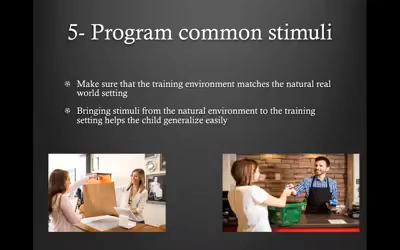 5- Program common stimuli
Make sure that the training environment matches the natural real
world setting
Bringing stimuli from the natural environment to the training
setting helps the child generalize easily